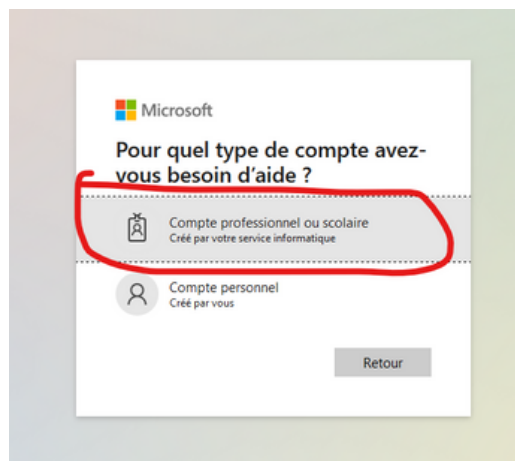 Microsoft
Pour quel type de compte avez-
vous besoin d’aide ?
Compte professionnel ou scolaire
Créé par votre service informatique
Compte personnel
Créé par vous
Retour